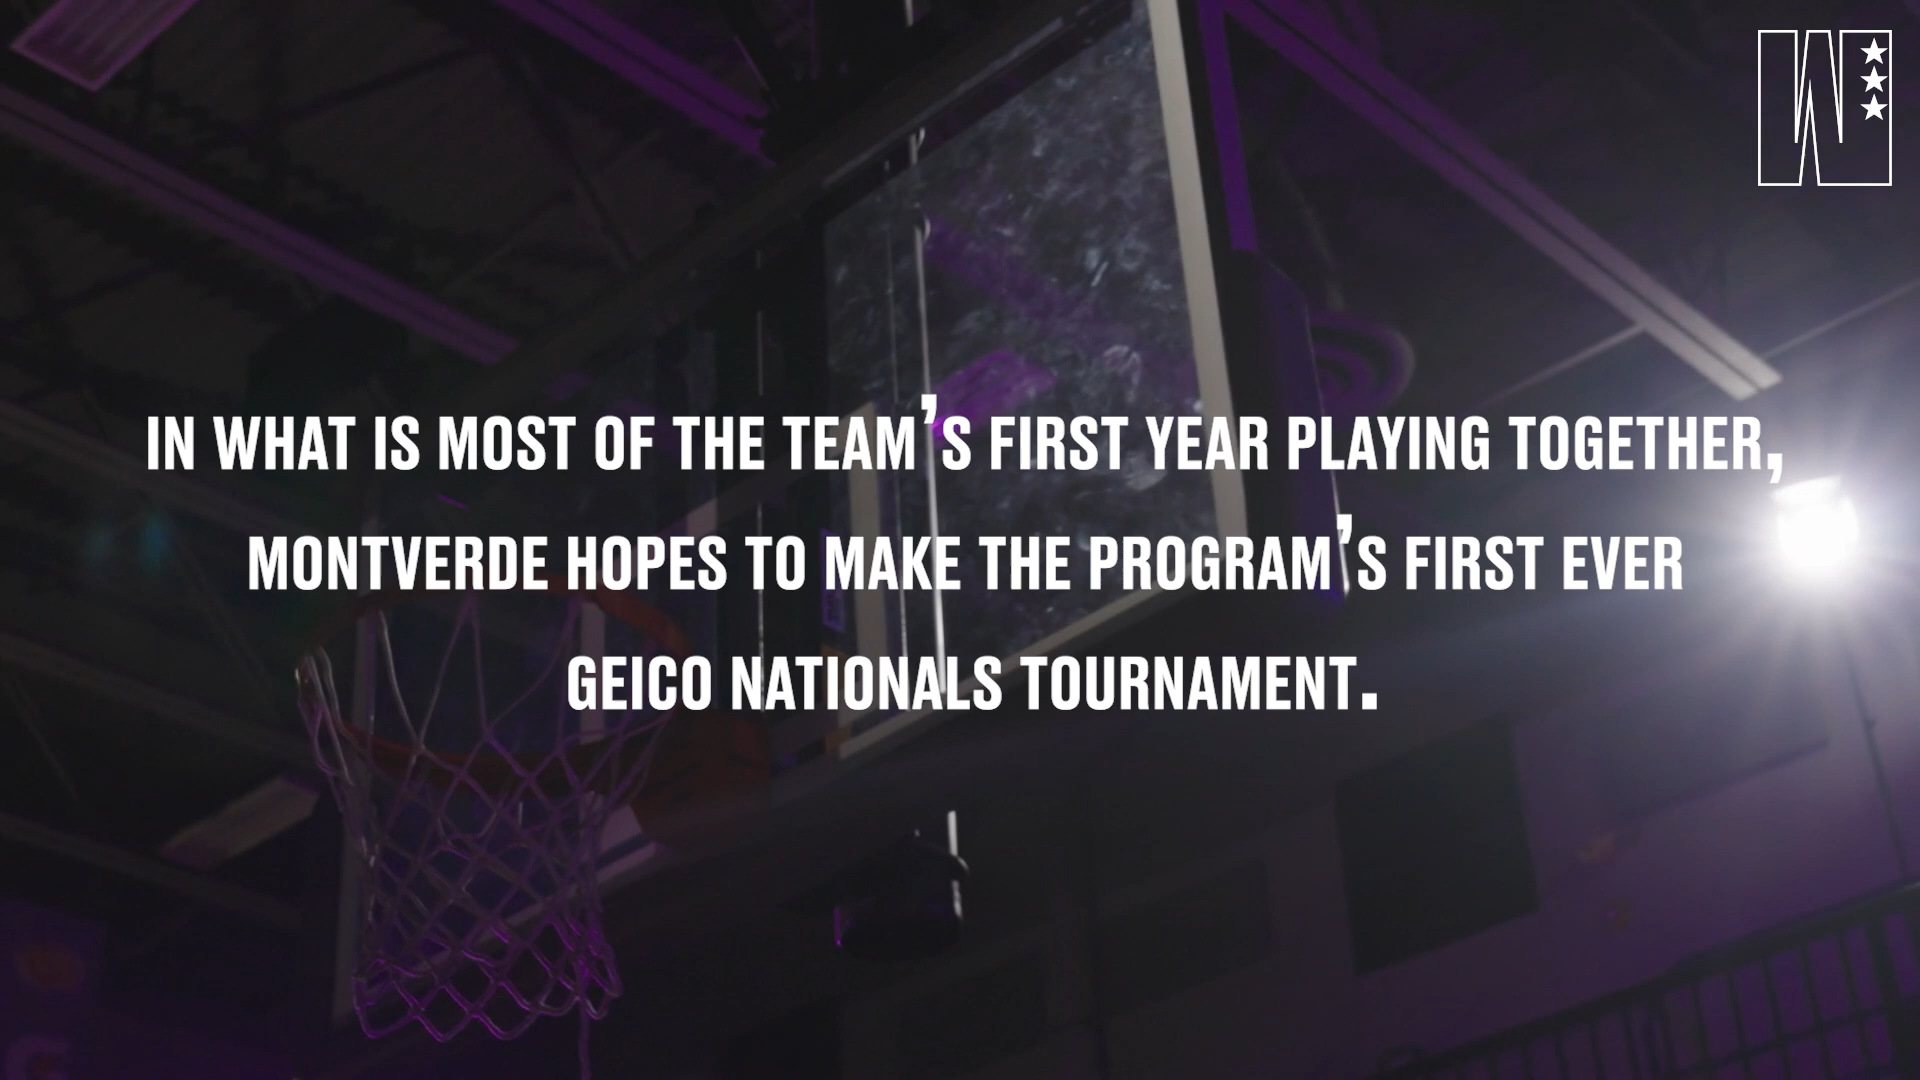 IN WHAT IS MOST OF THE TEAM'S FIRST YEAR PLAYING TOGETHER,
MONTVERDE HOPES TO MAKE THE PROGRAM'S FIRST EVER
GEICO NATIONALS TOURNAMENT.
W